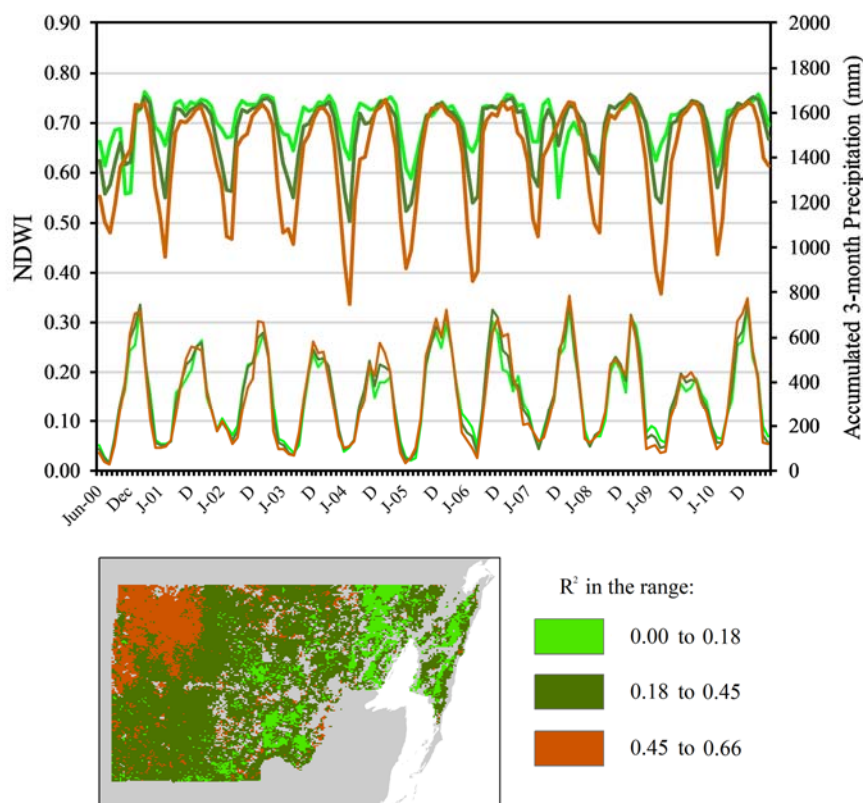 0.90
0.80
0.70
0.60
0.50
0.40
0.30
0.20
0.10
0.00
NDWI
2000
1800
1600
1400
1200
1000
800
600
400
200
0
Accumulated 3-month Precipitation (mm)
Jun-00
Dec
J-01
D
J-02
D
J-03
D
J-04
D
J-05
D
J-06
D
J-07
D
J-08
D
J-09
D
J-10
D
R² in the range:
0.00 to 0.18
0.18 to 0.45
0.45 to 0.66